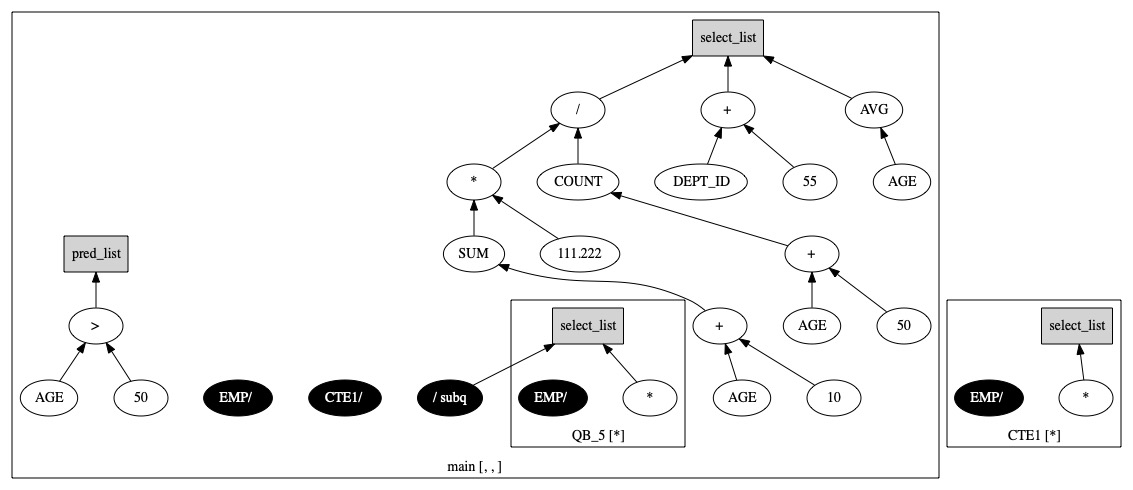 select_list
/
+
AVG
*
COUNT
DEPT_ID
55
AGE
pred_list
SUM
111.222
+
>
select_list
+
AGE
50
select_list
AGE
50
EMP/
CTE1/
/ subq
EMP/
*
AGE
10
EMP/
*
QB_5 [*]
CTE1 [*]
main [, , ]